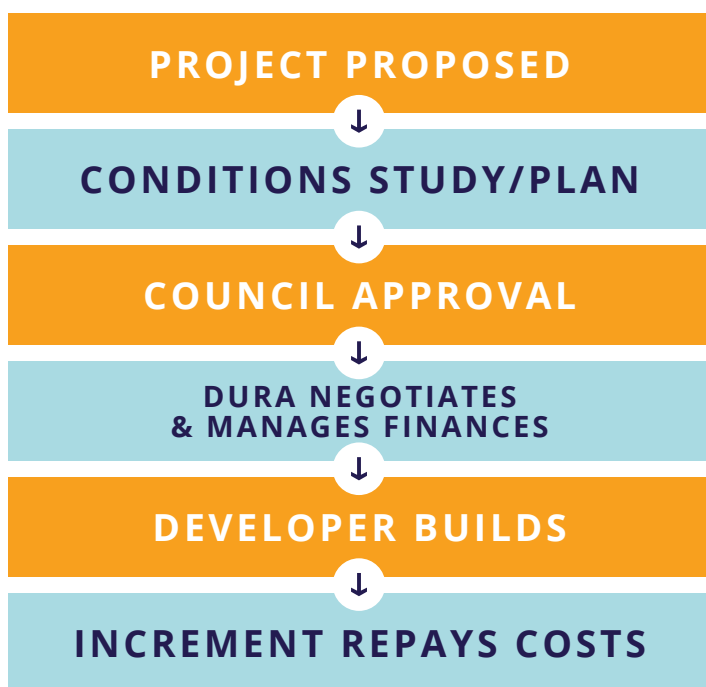 PROJECT PROPOSED
↓
CONDITIONS STUDY/PLAN
↓
COUNCIL APPROVAL
↓
DURA NEGOTIATES
& MANAGES FINANCES
↓
DEVELOPER BUILDS
↓
INCREMENT REPAYS COSTS